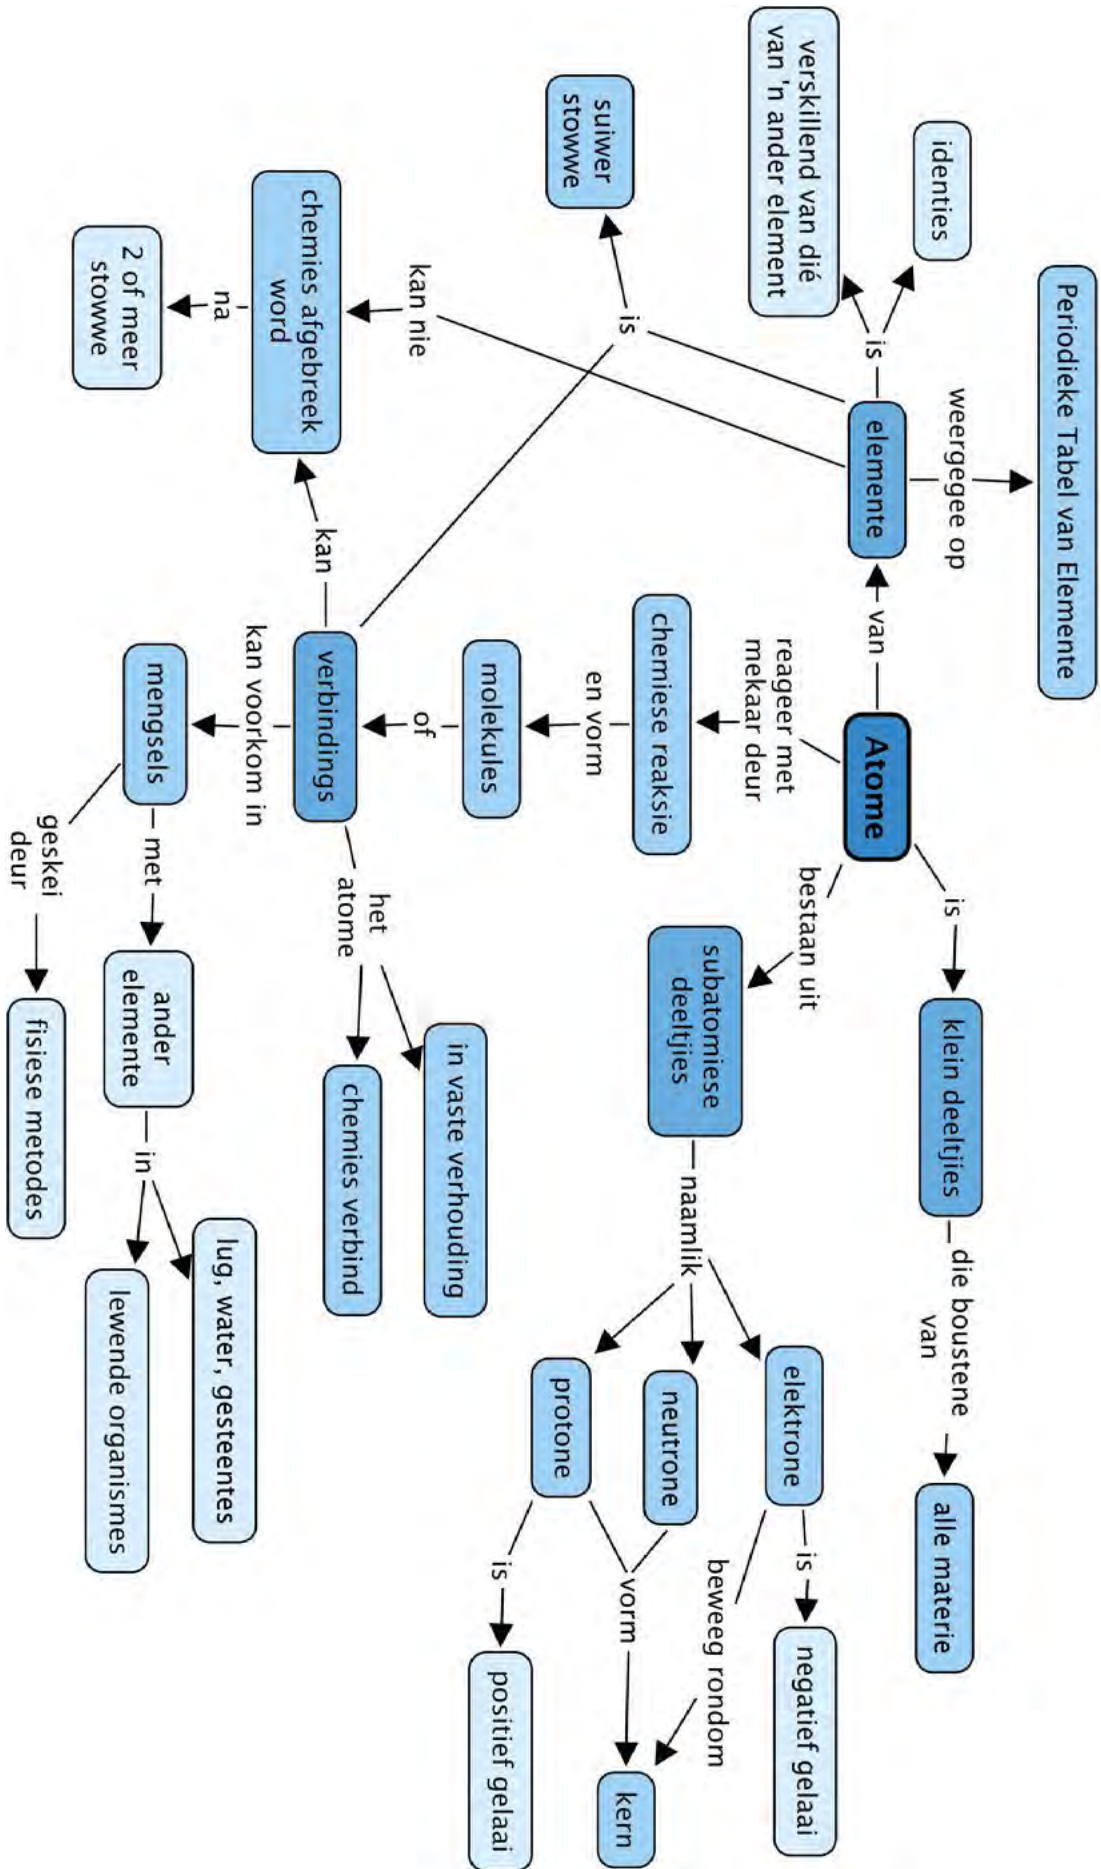 Periodieke Tabel van Elemente
weergegee op
identies
verskillend van dié
van 'n ander element
is
elemente
van
Atome
is
klein deeltjies
die boustene
van
alle materie
suiwer
stowwe
is
kan nie
chemies afgebreek
word
na
2 of meer
stowwe
kan
reageer met
mekaar deur
chemiese reaksie
en vorm
molekules
of
verbindings
kan voorkom in
mengsels
met
ander
elemente
in
lug, water, gesteentes
lewende organismes
geskei
deur
fisiese metodes
het
atome
in vaste verhouding
chemies verbind
bestaan uit
subatomiese
deeltjies
naamlik
elektrone
neutrone
protone
is
negatief gelaai
beweeg rondom
vorm
kern
is
positief gelaai